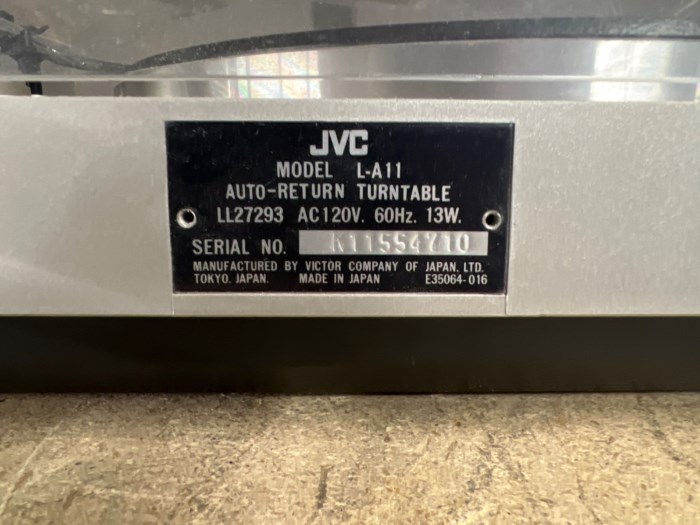 JVC
MODEL L-A11
AUTO-RETURN TURNTABLE
LL27293 AC120V. 60Hz. 13W.
SERIAL NO. K11554710
MANUFACTURED BY VICTOR COMPANY OF JAPAN, LTD.
TOKYO. JAPAN. MADE IN JAPAN E35064-016